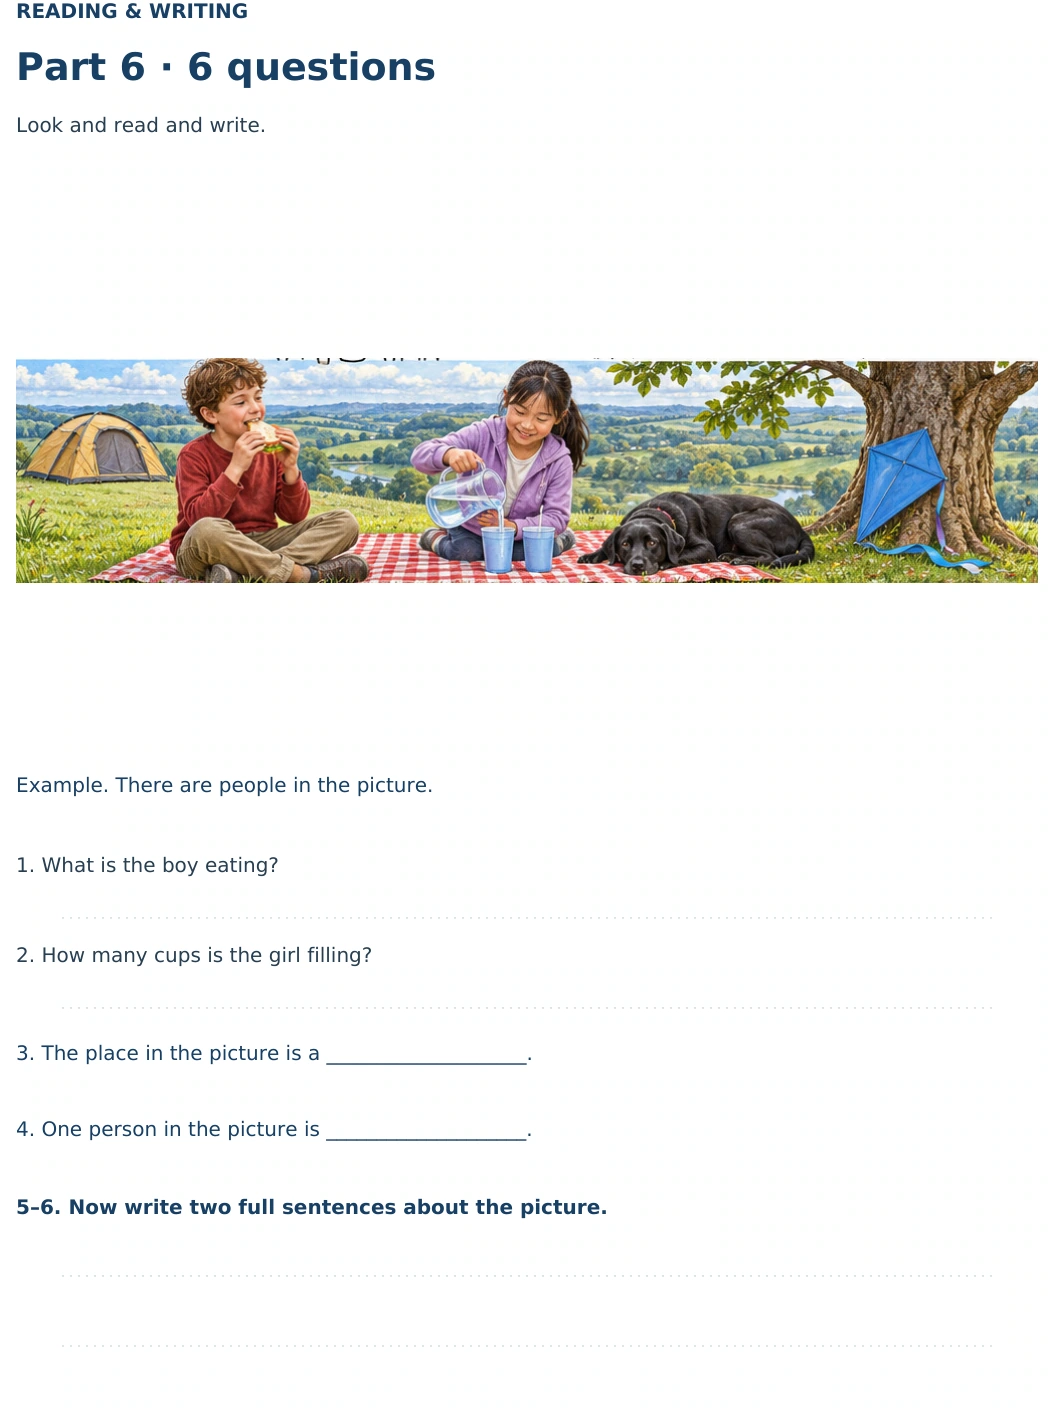 READING & WRITING
Part 6 · 6 questions
Look and read and write.
Example. There are people in the picture.
1. What is the boy eating?
2. How many cups is the girl filling?
3. The place in the picture is a ____________________.
4. One person in the picture is ____________________.
5–6. Now write two full sentences about the picture.